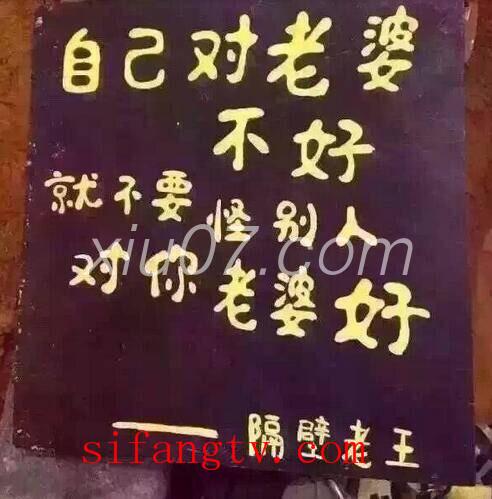 自己对老婆
不好
就不要怪别人
对你老婆好
xiu07.com
——隔壁老王
sifangtv.com